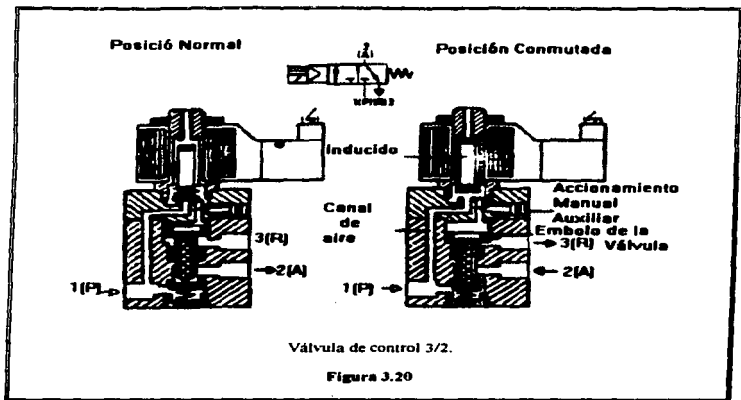 Posició Normal
Posición Conmutada
2
(A)
Inducido
Canal
de
aire
Accionamiento
Manual
Auxiliar
Embolo de la
Válvula
3(R)
2(A)
1(P)
3(R)
2(A)
1(P)
Válvula de control 3/2.
Figura 3.20